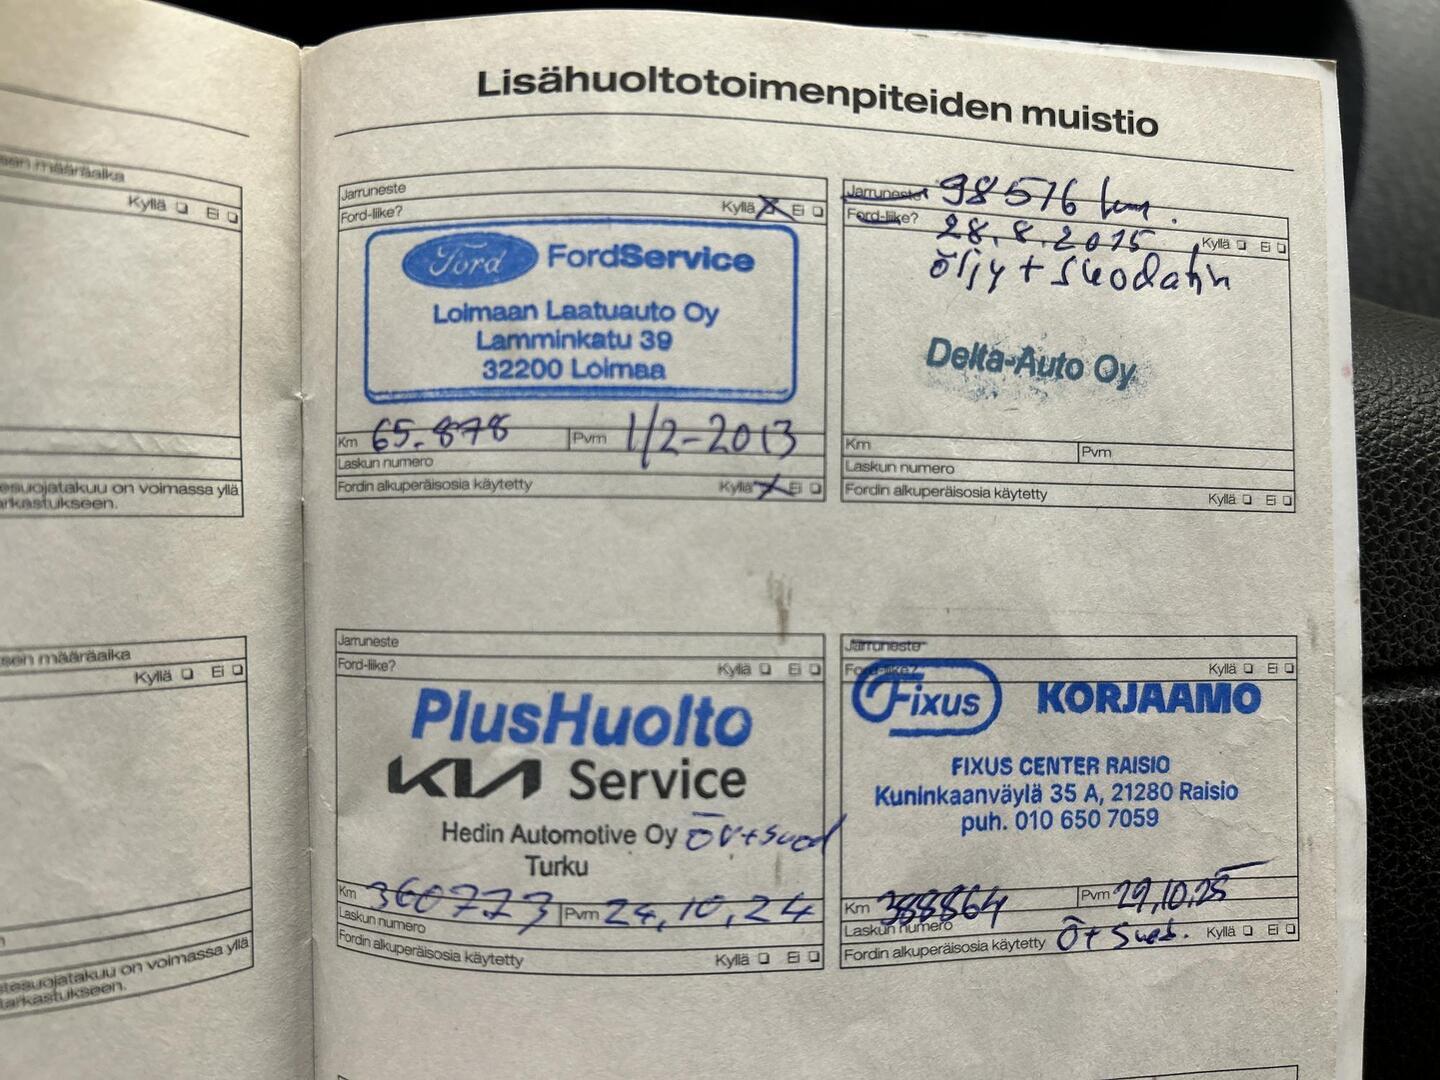 Lisähuoltotoimenpiteiden muistio
sen määräaika
Kyllä Ei
esuojatakuu on voimassa yllä
rkastukseen.
sen määräaika
Kyllä Ei
stesuojatakuu on voimassa yllä
tarkastukseen.
Jarruneste
Ford-liike? Kyllä Ei
Ford FordService
Loimaan Laatuauto Oy
Lamminkatu 39
32200 Loimaa
Km 65.878 Pvm 1/2-2013
Laskun numero
Fordin alkuperäisosia käytetty Kyllä Ei
Jarruneste 98576 km.
Ford-liike? 28.8.2015 Kyllä Ei
öljy + suodatin
Delta-Auto Oy
Km Pvm
Laskun numero
Fordin alkuperäisosia käytetty Kyllä Ei
Jarruneste
Ford-liike? Kyllä Ei
PlusHuolto
KIA Service
Hedin Automotive Oy Ö V+suod
Turku
Km 360773 Pvm 24,10,24
Laskun numero
Fordin alkuperäisosia käytetty Kyllä Ei
Jarruneste
Ford-liike? Kyllä Ei
Fixus KORJAAMO
FIXUS CENTER RAISIO
Kuninkaanväylä 35 A, 21280 Raisio
puh. 010 650 7059
Km 388864 Pvm 29,10,25
Laskun numero
Fordin alkuperäisosia käytetty Ö+ Suod. Kyllä Ei